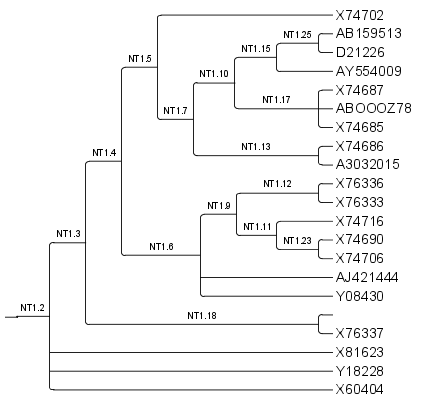 X74702
NT1.25 AB159513
NT1.15 D21226
NT1.5 AY554009
NT1.10 X74687
NT1.17 ABOOOZ78
NT1.7 X74685
NT1.13 X74686
NT1.4 A3032015
NT1.12 X76336
NT1.9 X76333
X74716
NT1.11 NT1.23 X74690
NT1.3 NT1.6 X74706
AJ421444
Y08430
NT1.2 NT1.18
X76337
X81623
Y18228
X60404